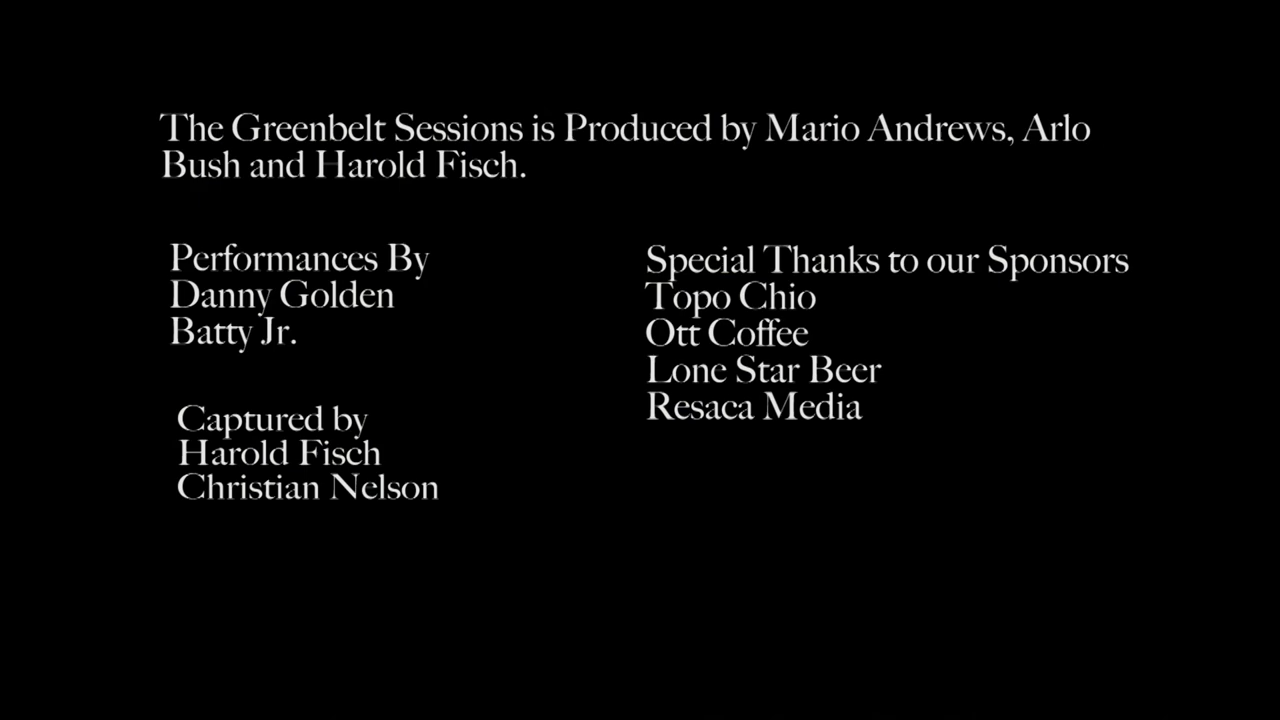 The Greenbelt Sessions is Produced by Mario Andrews, Arlo
Bush and Harold Fisch.
Performances By
Danny Golden
Batty Jr.
Captured by
Harold Fisch
Christian Nelson
Special Thanks to our Sponsors
Topo Chio
Ott Coffee
Lone Star Beer
Resaca Media